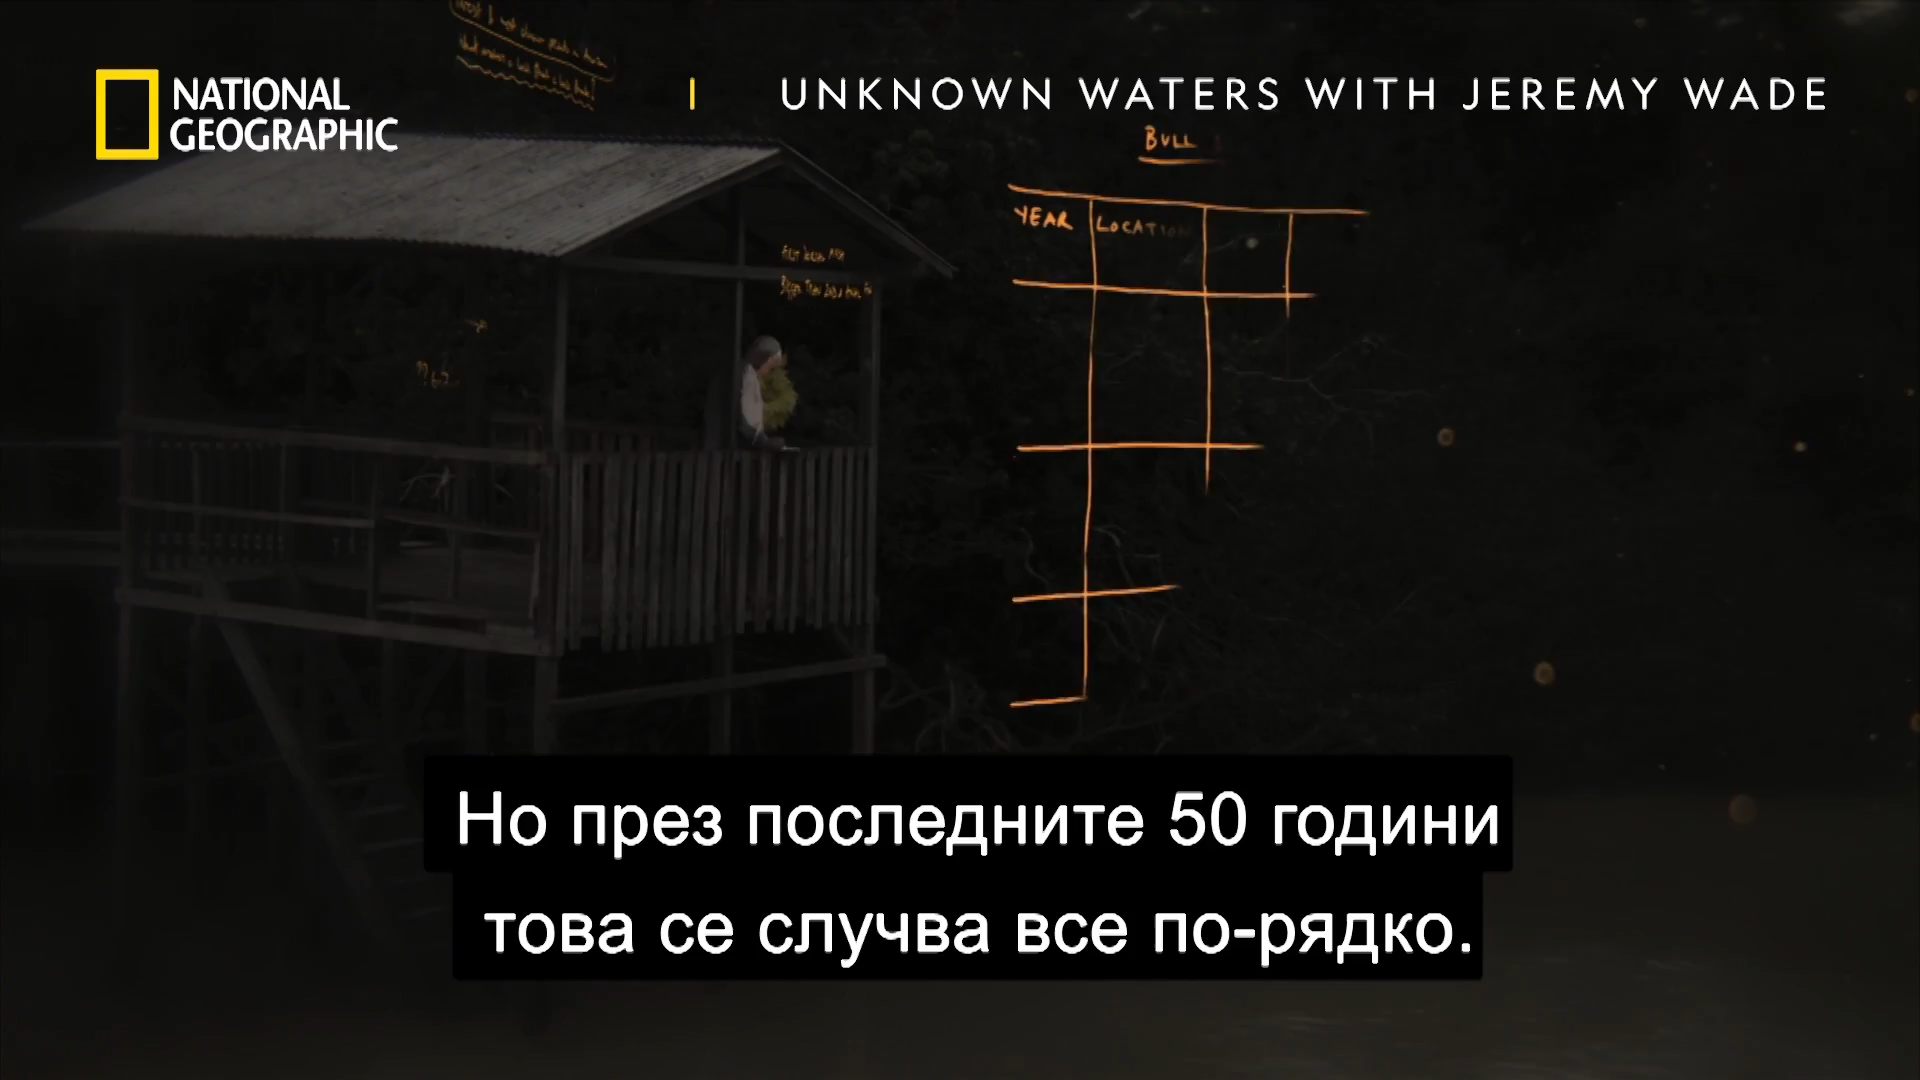 NATIONAL
GEOGRAPHIC
UNKNOWN WATERS WITH JEREMY WADE
BULL
YEAR LOCATION
Но през последните 50 години
това се случва все по-рядко.